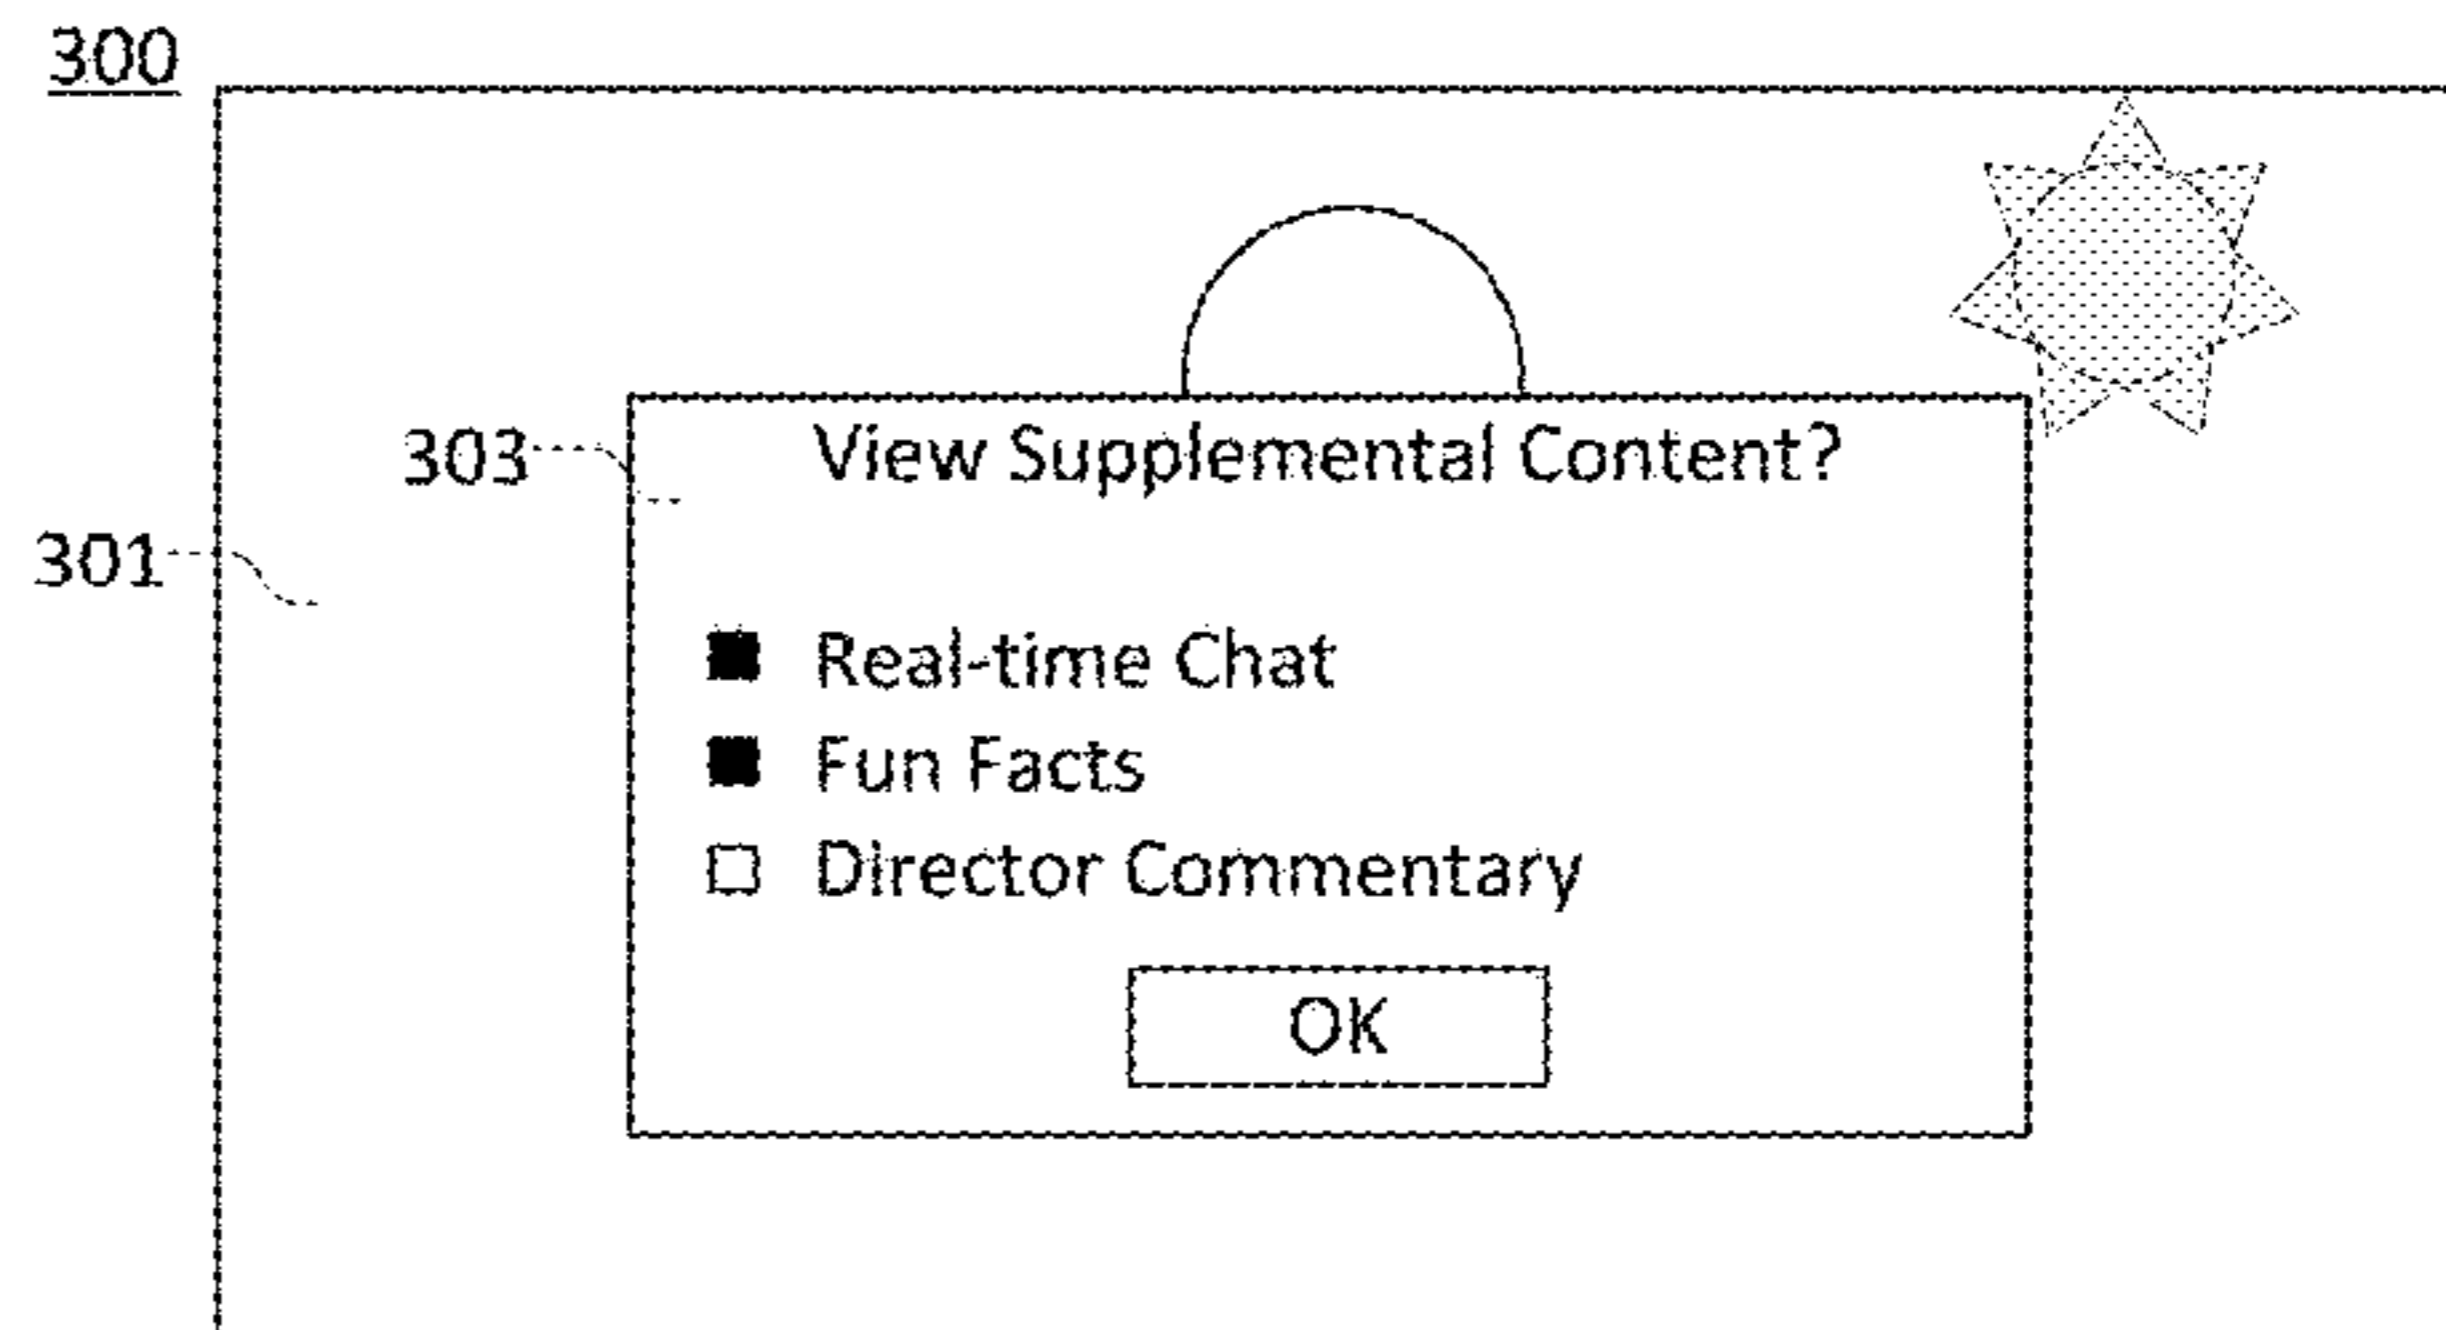 300
303
View Supplemental Content?
301
Real-time Chat
Fun Facts
Director Commentary
OK